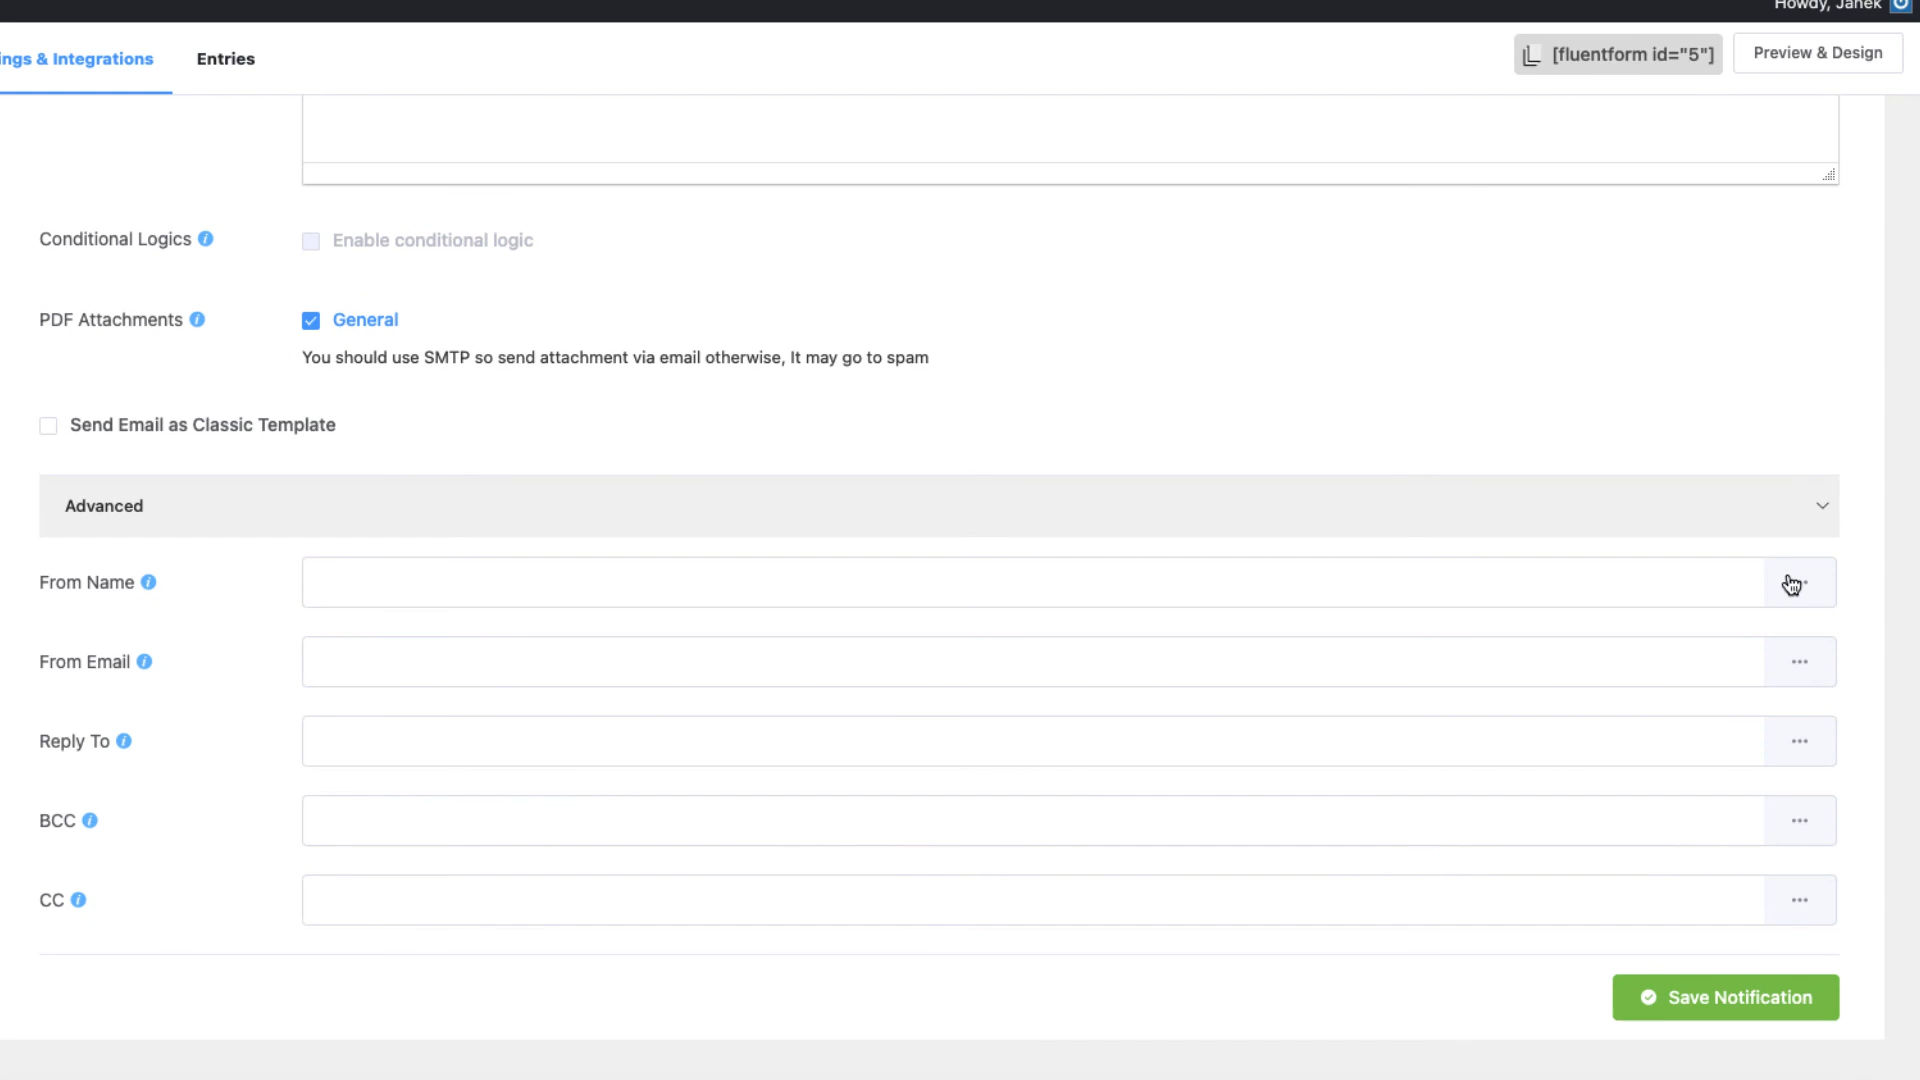 Howdy, Janek
ings & Integrations
Entries
[fluentform id="5"]
Preview & Design
Conditional Logics
Enable conditional logic
PDF Attachments
General
You should use SMTP so send attachment via email otherwise, It may go to spam
Send Email as Classic Template
Advanced
From Name
From Email
Reply To
BCC
CC
Save Notification